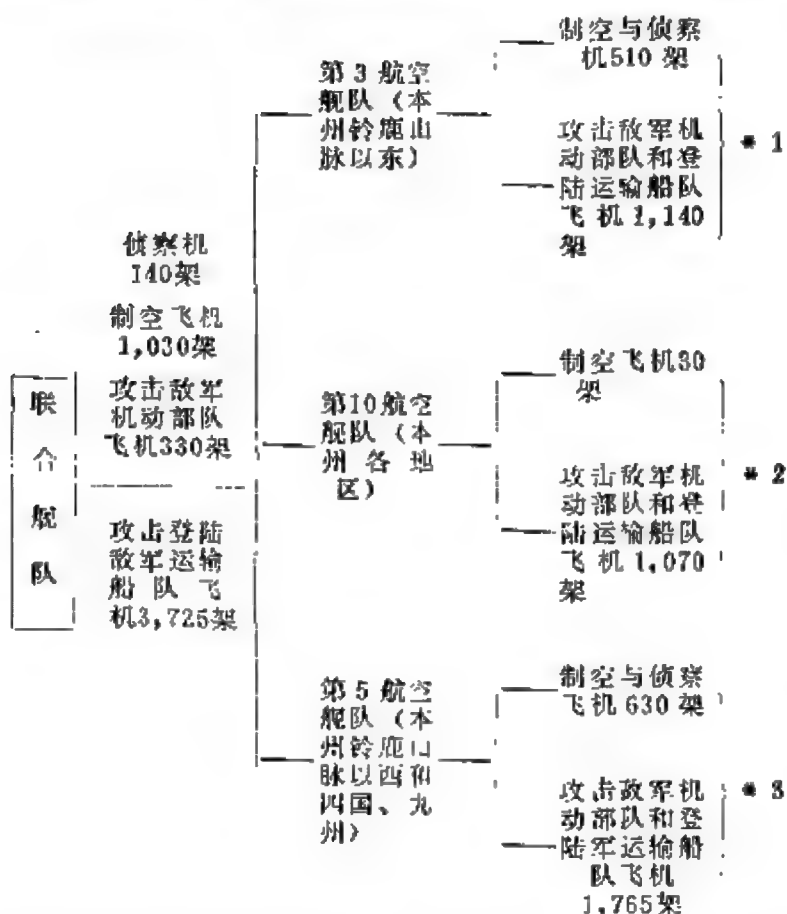 联
合
舰
队
侦察机
140架
制空飞机
1,030架
攻击敌军
机动部队
飞机330架
攻击登陆
敌军运输
船队飞
机3,725架
第3航空
舰队(本
州铃鹿山
脉以东)
制空与侦察
机510架
攻击敌军机
动部队和登
陆运输船队
飞机1,140
架
* 1
第10航空
舰队(本
州各地
区)
制空飞机30
架
攻击敌军机
动部队和登
陆运输船队
飞机1,070
架
* 2
第5航空
舰队(本
州铃鹿山
脉以西和
四国、九
州)
制空与侦察
飞机630架
攻击敌军机
动部队和登
陆军运输船
队飞机
1,765架
* 3